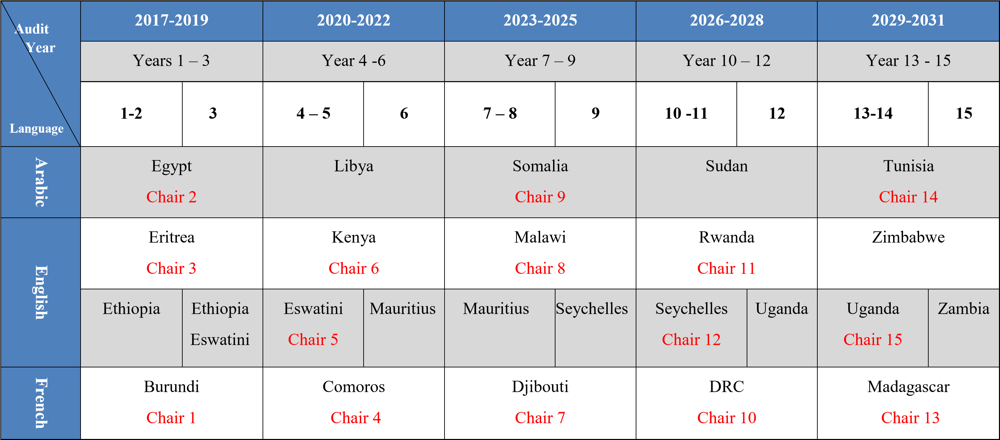 Audit
Year
Language
2017-2019
2020-2022
2023-2025
2026-2028
2029-2031
Years 1 – 3
Year 4 -6
Year 7 – 9
Year 10 – 12
Year 13 - 15
1-2
3
4 – 5
6
7 – 8
9
10 -11
12
13-14
15
Arabic
Egypt
Chair 2
Libya
Somalia
Chair 9
Sudan
Tunisia
Chair 14
English
Eritrea
Chair 3
Kenya
Chair 6
Malawi
Chair 8
Rwanda
Chair 11
Zimbabwe
Ethiopia
Ethiopia
Eswatini
Eswatini
Chair 5
Mauritius
Mauritius
Seychelles
Seychelles
Chair 12
Uganda
Uganda
Chair 15
Zambia
French
Burundi
Chair 1
Comoros
Chair 4
Djibouti
Chair 7
DRC
Chair 10
Madagascar
Chair 13